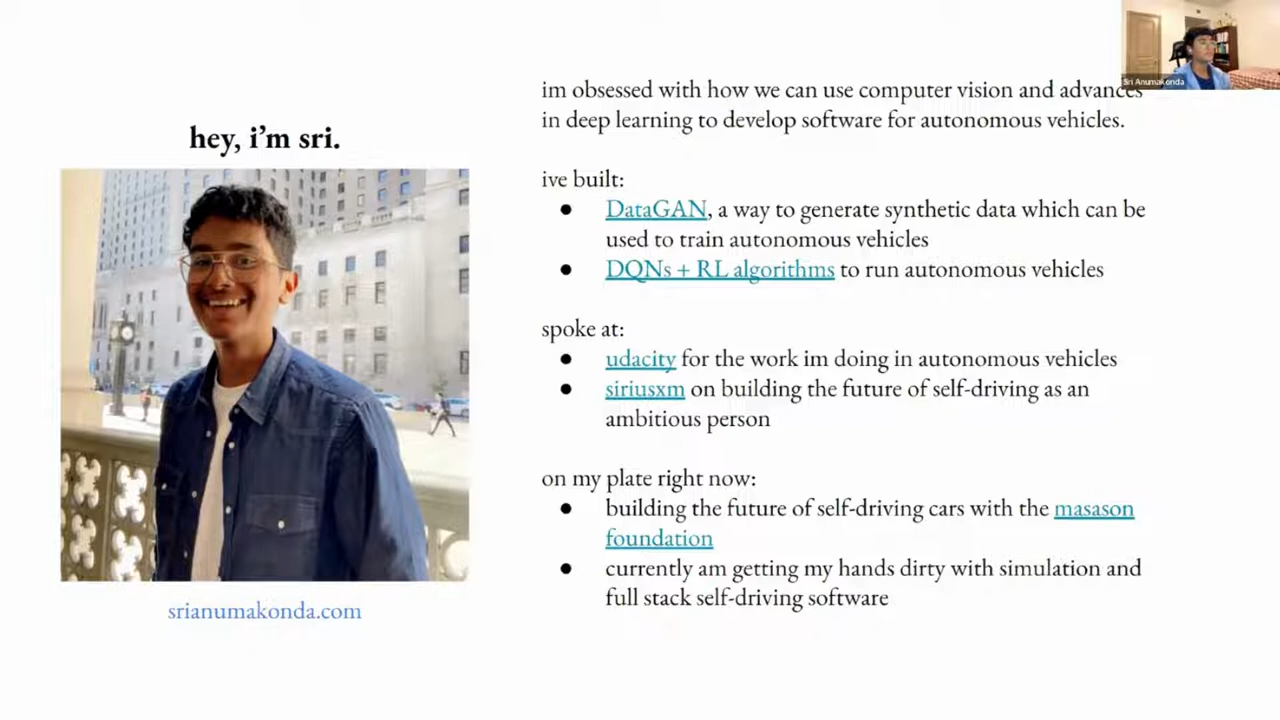 Sri Anumakonda
hey, i’m sri.
srianumakonda.com
im obsessed with how we can use computer vision and advances
in deep learning to develop software for autonomous vehicles.
ive built:
● DataGAN, a way to generate synthetic data which can be
used to train autonomous vehicles
● DQNs + RL algorithms to run autonomous vehicles
spoke at:
● udacity for the work im doing in autonomous vehicles
● siriusxm on building the future of self-driving as an
ambitious person
on my plate right now:
● building the future of self-driving cars with the masason
foundation
● currently am getting my hands dirty with simulation and
full stack self-driving software